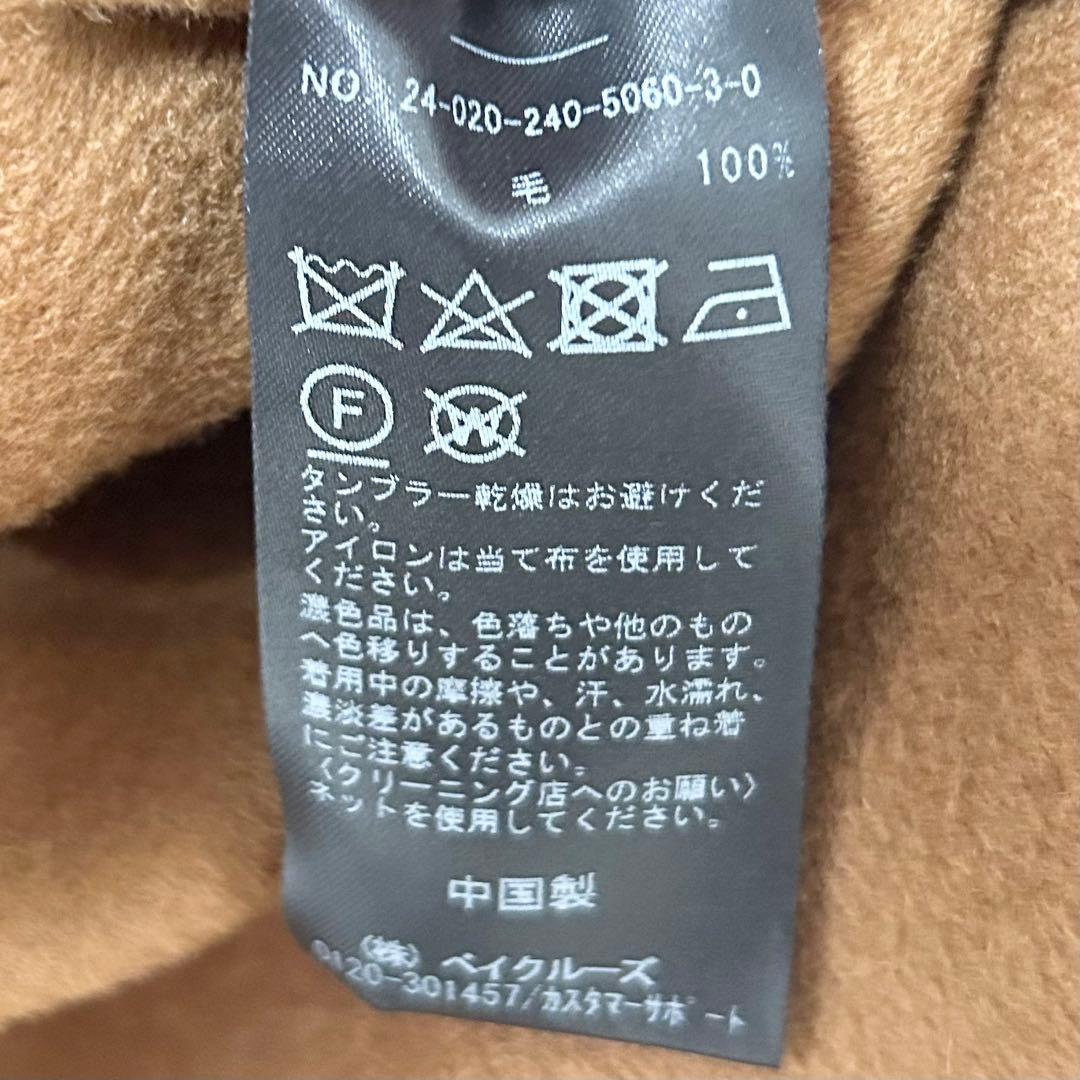 NO 24-020-240-5060-3-0
毛 100%
F
W
タンブラー乾燥はお避けくだ
さい。
アイロンは当て布を使用して
ください。
濃色品は、色落ちや他のもの
へ色移りすることがあります。
着用中の摩擦や、汗、水濡れ、
濃淡差があるものとの重ね着
にご注意ください。
〈クリーニング店へのお願い〉
ネットを使用してください。
中国製
(株) ベイクルーズ
0120-301457/カスタマーサポート